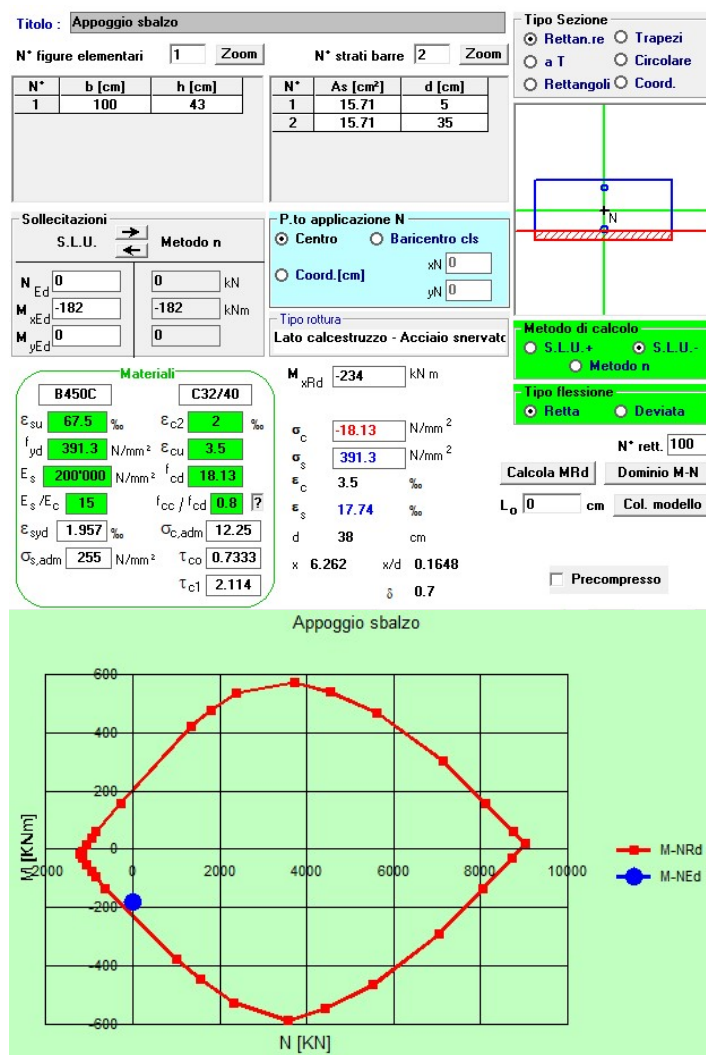 Titolo : Appoggio sbalzo
N° figure elementari 1 Zoom N° strati barre 2 Zoom
N° b [cm] h [cm]
1 100 43
N° As [cm²] d [cm]
1 15.71 5
2 15.71 35
Tipo Sezione
Rettan.re Trapezi
a T Circolare
Rettangoli Coord.
N
Sollecitazioni
S.L.U. Metodo n
N Ed 0 0 kN
M xEd -182 -182 kNm
M yEd 0 0
P.to applicazione N
Centro Baricentro cls
Coord.[cm] xN 0
yN 0
Tipo rottura
Lato calcestruzzo - Acciaio snervato
Metodo di calcolo
S.L.U.+ S.L.U.-
Metodo n
Tipo flessione
Retta Deviata
Materiali
B450C C32/40
εsu 67.5 ‰ εc2 2 ‰
fyd 391.3 N/mm² εcu 3.5
Es 200'000 N/mm² fcd 18.13
Es /Ec 15 fcc / fcd 0.8 ?
εsyd 1.957 ‰ σc,adm 12.25
σs,adm 255 N/mm² τco 0.7333
τc1 2.114
M xRd -234 kN m
σc -18.13 N/mm²
σs 391.3 N/mm²
εc 3.5 ‰
εs 17.74 ‰
d 38 cm
x 6.262 x/d 0.1648
δ 0.7
N° rett. 100
Calcola MRd Dominio M-N
Lo 0 cm Col. modello
Precompresso
Appoggio sbalzo
M [KNm]
600
400
200
0
-200
-400
-600
2000 0 2000 4000 6000 8000 10000
N [KN]
M-NRd
M-NEd